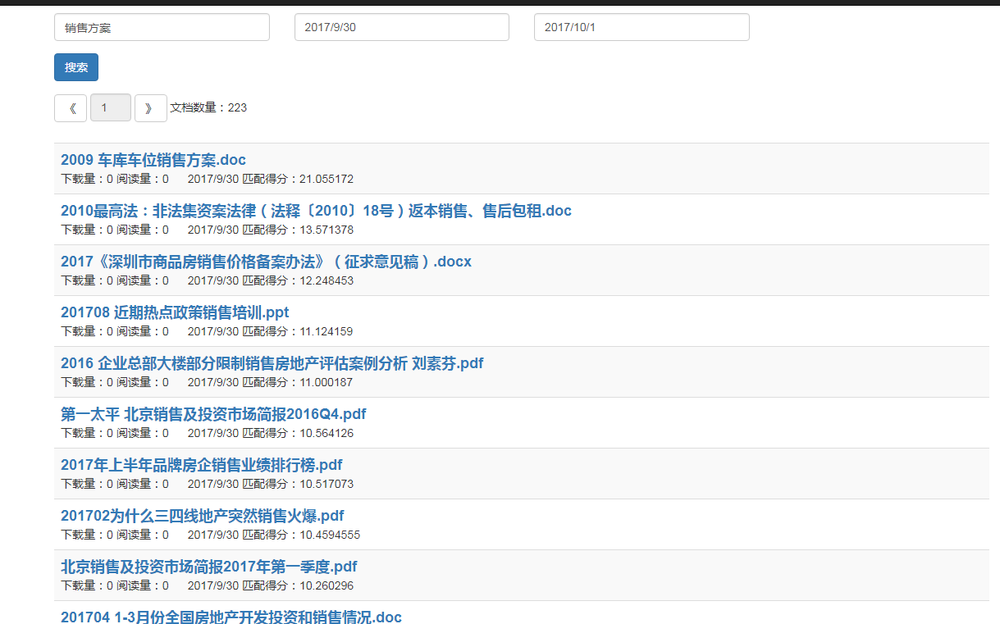 销售方案 2017/9/30 2017/10/1
搜索
《 1 》 文档数量：223
2009 车库车位销售方案.doc
下载量：0 阅读量：0 2017/9/30 匹配得分：21.055172
2010最高法：非法集资案法律（法释〔2010〕18号）返本销售、售后包租.doc
下载量：0 阅读量：0 2017/9/30 匹配得分：13.571378
2017《深圳市商品房销售价格备案办法》（征求意见稿）.docx
下载量：0 阅读量：0 2017/9/30 匹配得分：12.248453
201708 近期热点政策销售培训.ppt
下载量：0 阅读量：0 2017/9/30 匹配得分：11.124159
2016 企业总部大楼部分限制销售房地产评估案例分析 刘素芬.pdf
下载量：0 阅读量：0 2017/9/30 匹配得分：11.000187
第一太平 北京销售及投资市场简报2016Q4.pdf
下载量：0 阅读量：0 2017/9/30 匹配得分：10.564126
2017年上半年品牌房企销售业绩排行榜.pdf
下载量：0 阅读量：0 2017/9/30 匹配得分：10.517073
201702为什么三四线地产突然销售火爆.pdf
下载量：0 阅读量：0 2017/9/30 匹配得分：10.4594555
北京销售及投资市场简报2017年第一季度.pdf
下载量：0 阅读量：0 2017/9/30 匹配得分：10.260296
201704 1-3月份全国房地产开发投资和销售情况.doc